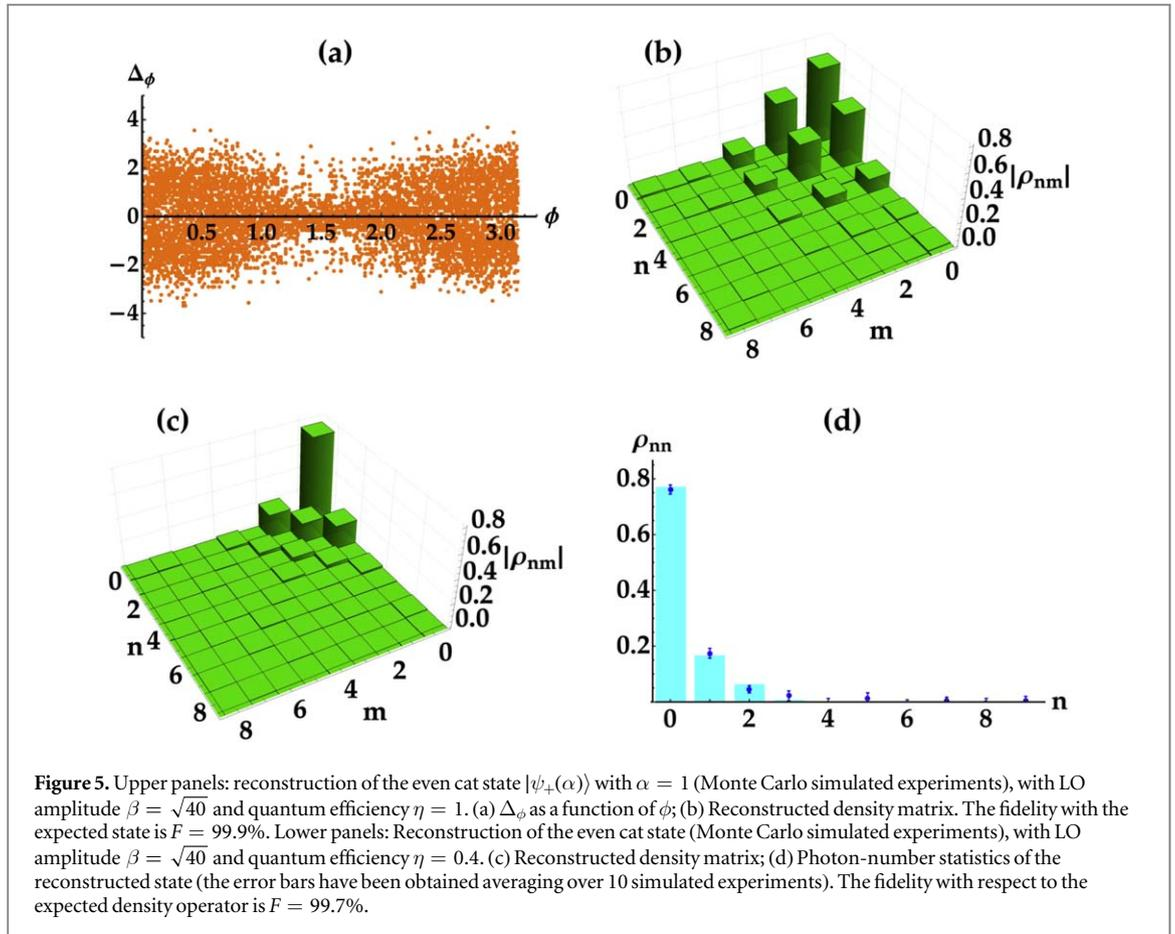 (a)
Δϕ
4
2
0
−2
−4
0.5 1.0 1.5 2.0 2.5 3.0 ϕ
(b)
0.8
0.6
0.4
0.2
0.0
|ρnm|
0
2
n 4
6
8
8 6 4 2 0
m
(c)
0.8
0.6
0.4
0.2
0.0
|ρnm|
0
2
n 4
6
8
8 6 4 2 0
m
(d)
ρnn
0.8
0.6
0.4
0.2
0 2 4 6 8 n
Figure 5. Upper panels: reconstruction of the even cat state |ψ+(α)⟩ with α = 1 (Monte Carlo simulated experiments), with LO
amplitude β = √40 and quantum efficiency η = 1. (a) Δϕ as a function of ϕ; (b) Reconstructed density matrix. The fidelity with the
expected state is F = 99.9%. Lower panels: Reconstruction of the even cat state (Monte Carlo simulated experiments), with LO
amplitude β = √40 and quantum efficiency η = 0.4. (c) Reconstructed density matrix; (d) Photon-number statistics of the
reconstructed state (the error bars have been obtained averaging over 10 simulated experiments). The fidelity with respect to the
expected density operator is F = 99.7%.